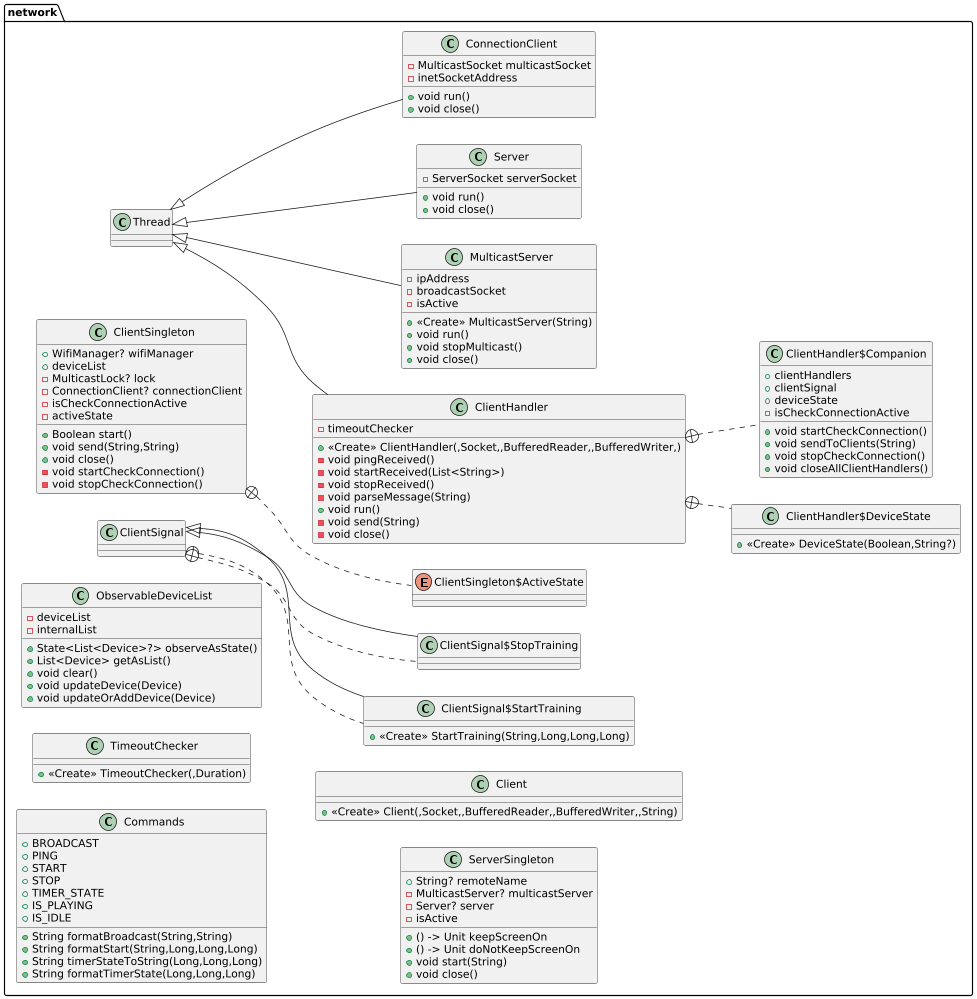 network
C ConnectionClient
MulticastSocket multicastSocket
inetSocketAddress
void run()
void close()
C Server
ServerSocket serverSocket
void run()
void close()
C Thread
C MulticastServer
ipAddress
broadcastSocket
isActive
«Create» MulticastServer(String)
void run()
void stopMulticast()
void close()
C ClientSingleton
WifiManager? wifiManager
deviceList
MulticastLock? lock
ConnectionClient? connectionClient
isCheckConnectionActive
activeState
Boolean start()
void send(String,String)
void close()
void startCheckConnection()
void stopCheckConnection()
C ClientHandler
timeoutChecker
«Create» ClientHandler(,Socket,,BufferedReader,,BufferedWriter,)
void pingReceived()
void startReceived(List<String>)
void stopReceived()
void parseMessage(String)
void run()
void send(String)
void close()
C ClientHandler$Companion
clientHandlers
clientSignal
deviceState
isCheckConnectionActive
void startCheckConnection()
void sendToClients(String)
void stopCheckConnection()
void closeAllClientHandlers()
C ClientHandler$DeviceState
«Create» DeviceState(Boolean,String?)
C ClientSignal
E ClientSingleton$ActiveState
C ObservableDeviceList
deviceList
internalList
State<List<Device>?> observeAsState()
List<Device> getAsList()
void clear()
void updateDevice(Device)
void updateOrAddDevice(Device)
C ClientSignal$StopTraining
C ClientSignal$StartTraining
«Create» StartTraining(String,Long,Long,Long)
C TimeoutChecker
«Create» TimeoutChecker(,Duration)
C Client
«Create» Client(,Socket,,BufferedReader,,BufferedWriter,,String)
C Commands
BROADCAST
PING
START
STOP
TIMER_STATE
IS_PLAYING
IS_IDLE
String formatBroadcast(String,String)
String formatStart(String,Long,Long,Long)
String timerStateToString(Long,Long,Long)
String formatTimerState(Long,Long,Long)
C ServerSingleton
String? remoteName
MulticastServer? multicastServer
Server? server
isActive
() -> Unit keepScreenOn
() -> Unit doNotKeepScreenOn
void start(String)
void close()